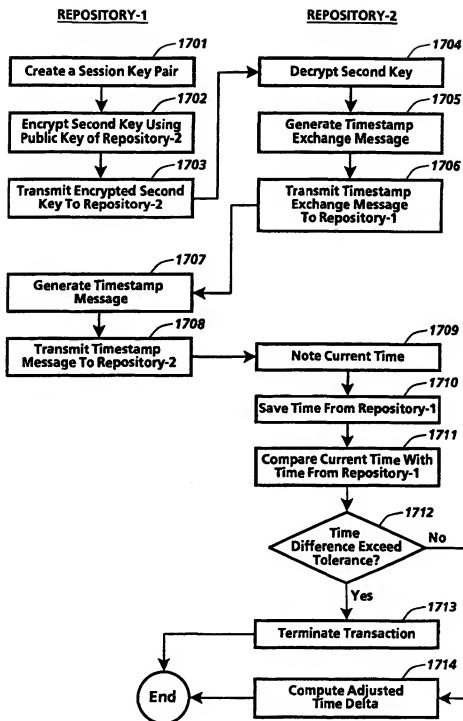 REPOSITORY-1
1701
Create a Session Key Pair
1702
Encrypt Second Key Using
Public Key of Repository-2
1703
Transmit Encrypted Second
Key To Repository-2
REPOSITORY-2
1704
Decrypt Second Key
1705
Generate Timestamp
Exchange Message
1706
Transmit Timestamp
Exchange Message
To Repository-1
1707
Generate Timestamp
Message
1708
Transmit Timestamp
Message To Repository-2
1709
Note Current Time
1710
Save Time From Repository-1
1711
Compare Current Time With
Time From Repository-1
1712
Time
Difference Exceed
Tolerance?
No
Yes
1713
Terminate Transaction
1714
Compute Adjusted
Time Delta
End